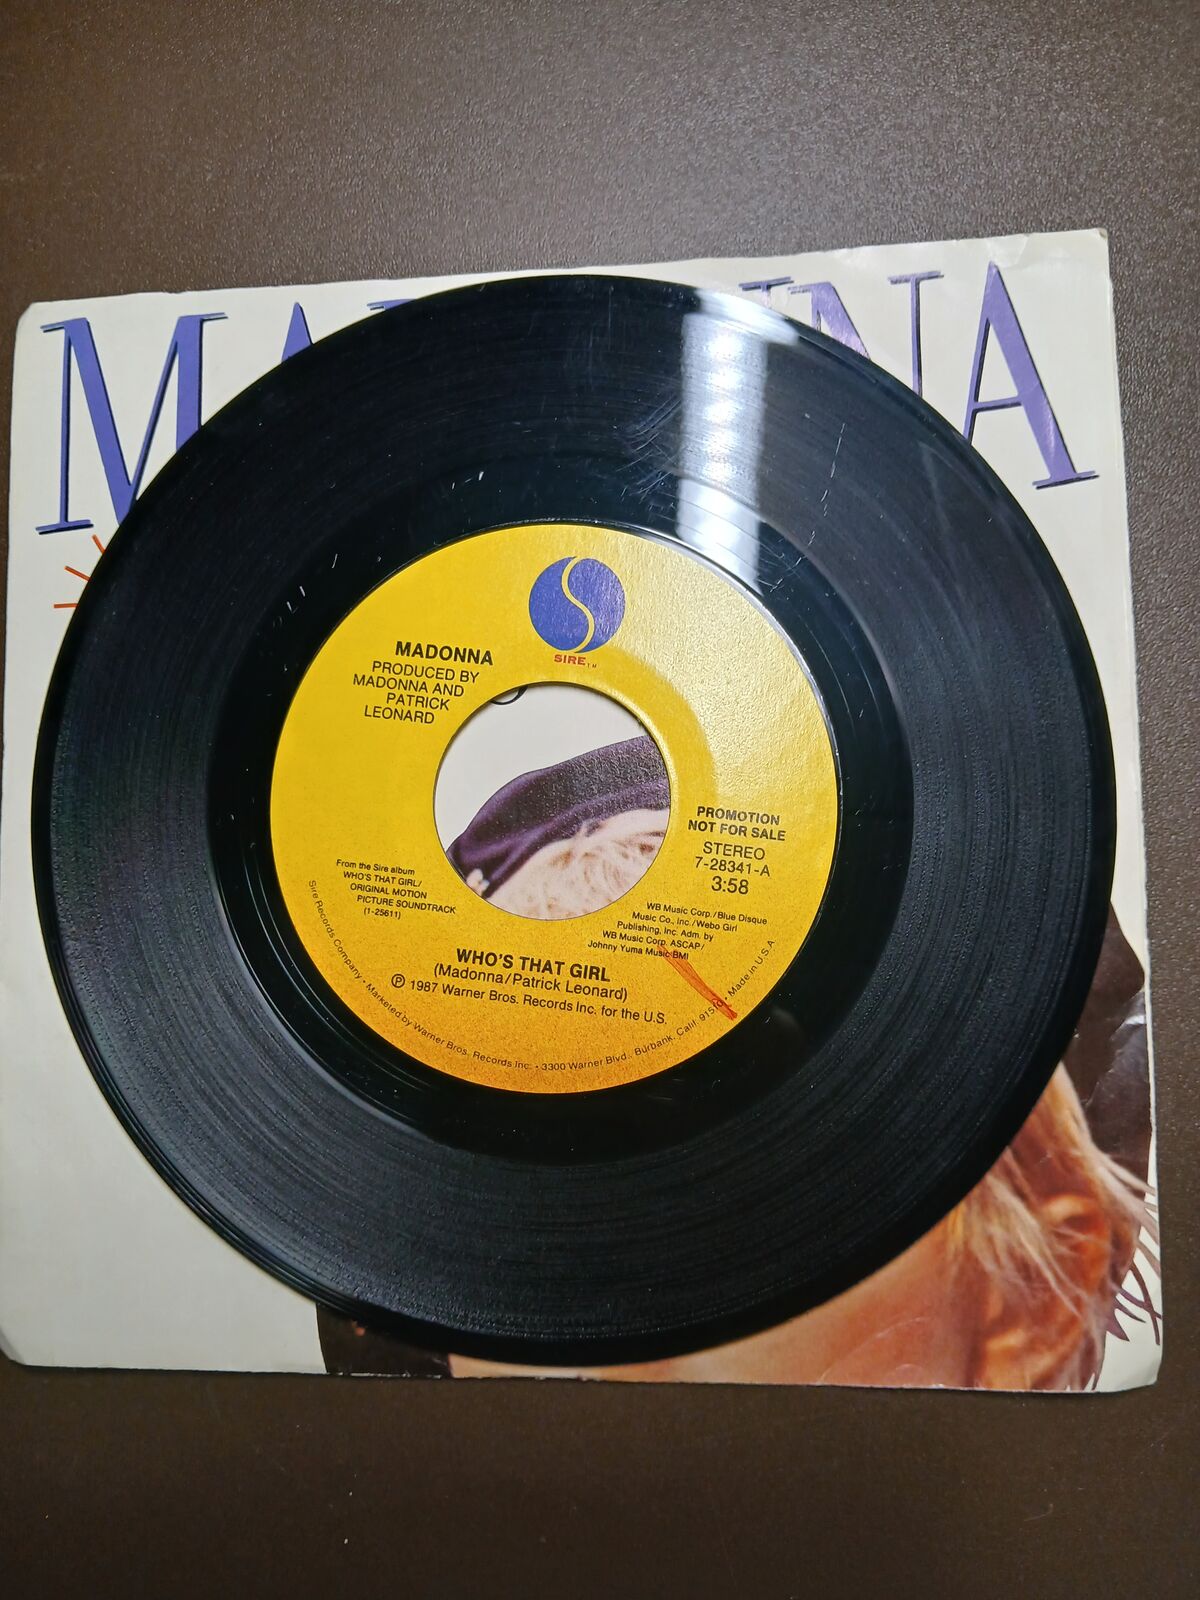 MA NNA
SIRE TM
MADONNA
PRODUCED BY
MADONNA AND
PATRICK
LEONARD
PROMOTION
NOT FOR SALE
STEREO
7-28341-A
3:58
From the Sire album
WHO'S THAT GIRL/
ORIGINAL MOTION
PICTURE SOUNDTRACK
(1-25611)
WB Music Corp./Blue Disque
Music Co., Inc./Webo Girl
Publishing, Inc. Adm. by
WB Music Corp. ASCAP/
Johnny Yuma Music BMI
WHO'S THAT GIRL
(Madonna/Patrick Leonard)
℗ 1987 Warner Bros. Records Inc. for the U.S.
Sire Records Company • Marketed by Warner Bros. Records Inc. • 3300 Warner Blvd., Burbank, Calif. 91510 • Made in U.S.A